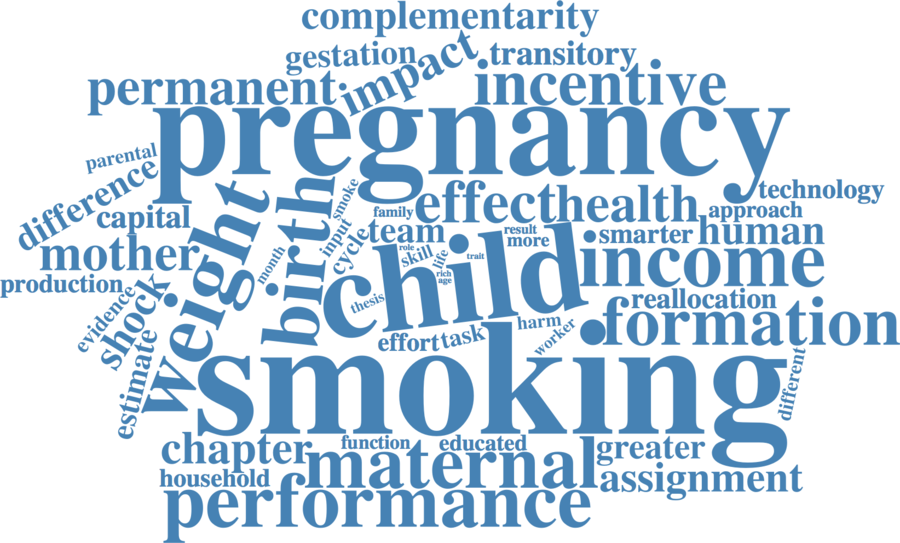 complementarity
gestation
impact
transitory
permanent
incentive
pregnancy
parental
difference
capital
mother
production
evidence
shock
estimate
weight
month
birth
smoke
input
cycle
family
effect
health
technology
approach
team
result
more
smarter
human
role
skill
life
trait
rich
age
child
income
thesis
reallocation
formation
effort
task
harm
worker
different
smoking
chapter
function
educated
greater
household
maternal
assignment
performance